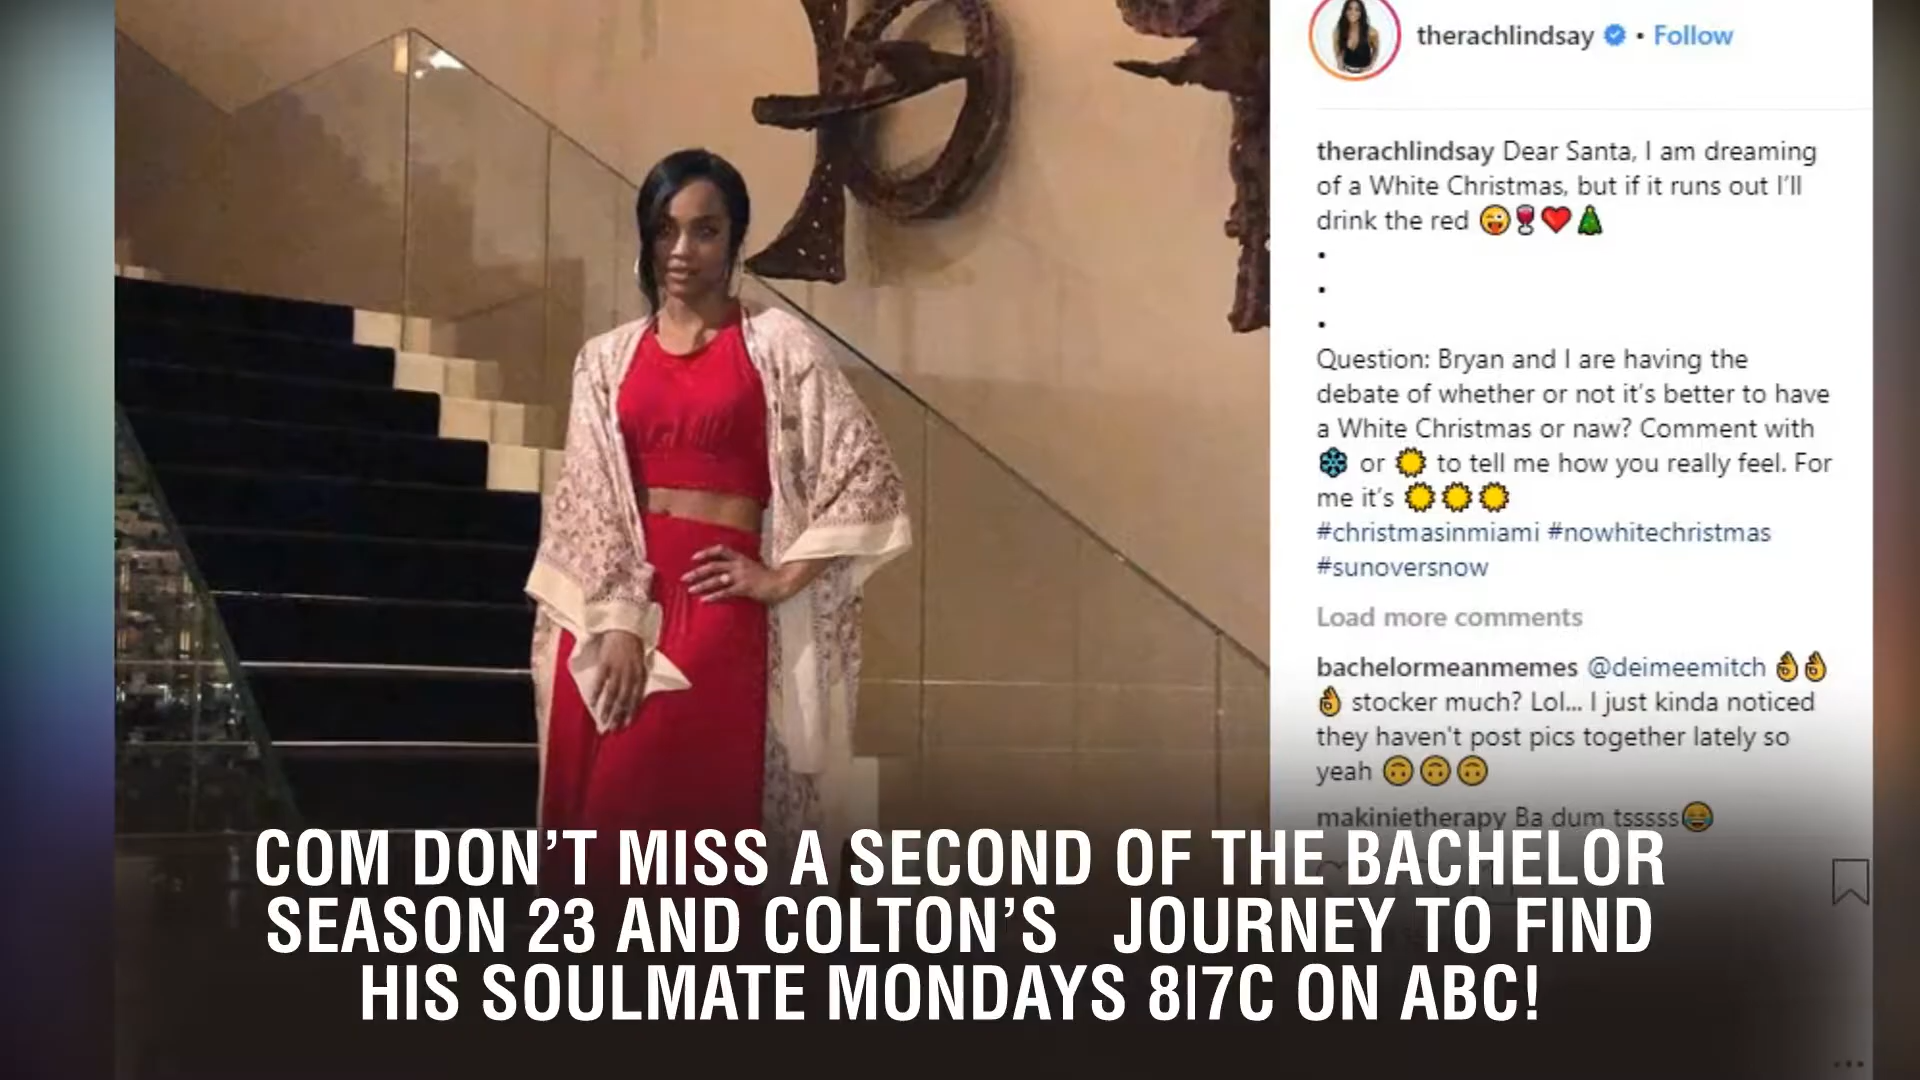 therachlindsay • Follow
therachlindsay Dear Santa, I am dreaming
of a White Christmas, but if it runs out I’ll
drink the red 😜🍷❤️🎄
•
•
•
Question: Bryan and I are having the
debate of whether or not it’s better to have
a White Christmas or naw? Comment with
❄️ or ☀️ to tell me how you really feel. For
me it’s ☀️☀️☀️
#christmasinmiami #nowhitechristmas
#sunoversnow
Load more comments
bachelormeanmemes @deimeemitch 👌👌
👌 stocker much? Lol... I just kinda noticed
they haven't post pics together lately so
yeah 🙃🙃🙃
makinietherapy Ba dum tsssss😂
COM DON’T MISS A SECOND OF THE BACHELOR
SEASON 23 AND COLTON’S JOURNEY TO FIND
HIS SOULMATE MONDAYS 8|7C ON ABC!